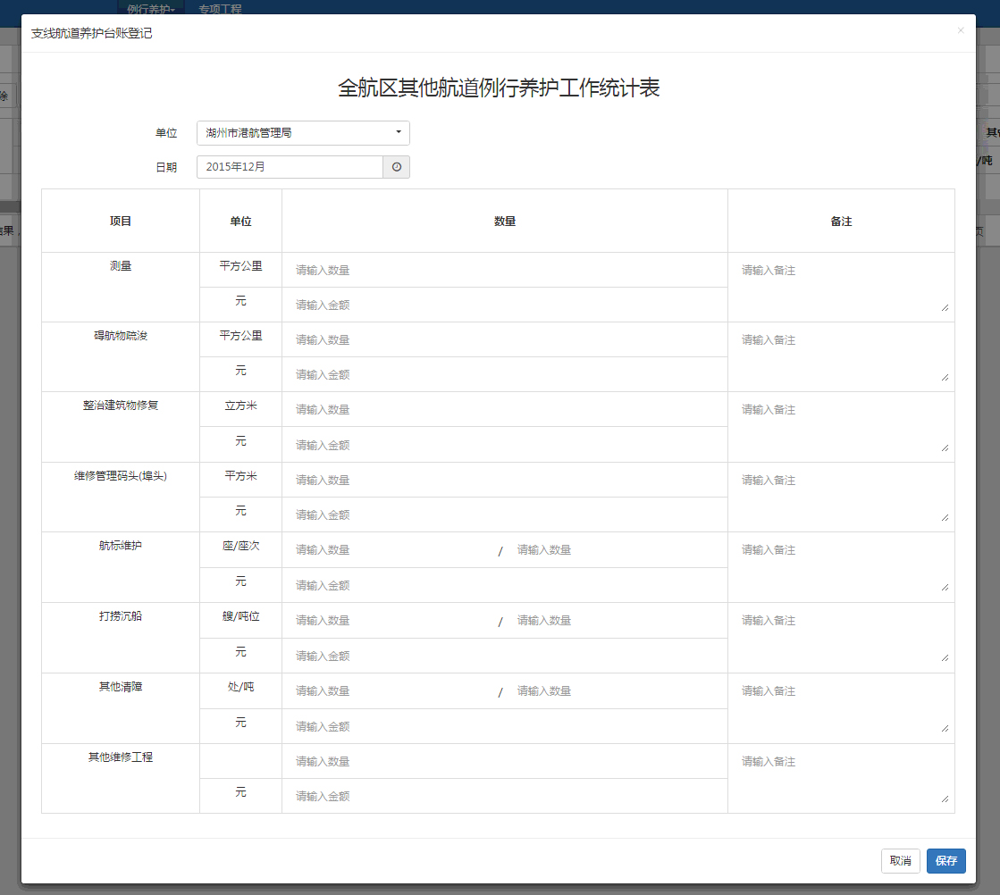 例行养护 专项工程
支线航道养护台账登记 ×
全航区其他航道例行养护工作统计表
除
单位 湖州市港航管理局
日期 2015年12月
/吨
项目 单位 数量 备注
结果，
页
测量 平方公里 请输入数量 请输入备注
元 请输入金额
碍航物疏浚 平方公里 请输入数量 请输入备注
元 请输入金额
整治建筑物修复 立方米 请输入数量 请输入备注
元 请输入金额
维修管理码头(埠头) 平方米 请输入数量 请输入备注
元 请输入金额
航标维护 座/座次 请输入数量 / 请输入数量 请输入备注
元 请输入金额
打捞沉船 艘/吨位 请输入数量 / 请输入数量 请输入备注
元 请输入金额
其他清障 处/吨 请输入数量 / 请输入数量 请输入备注
元 请输入金额
其他维修工程 请输入数量 请输入备注
元 请输入金额
取消 保存